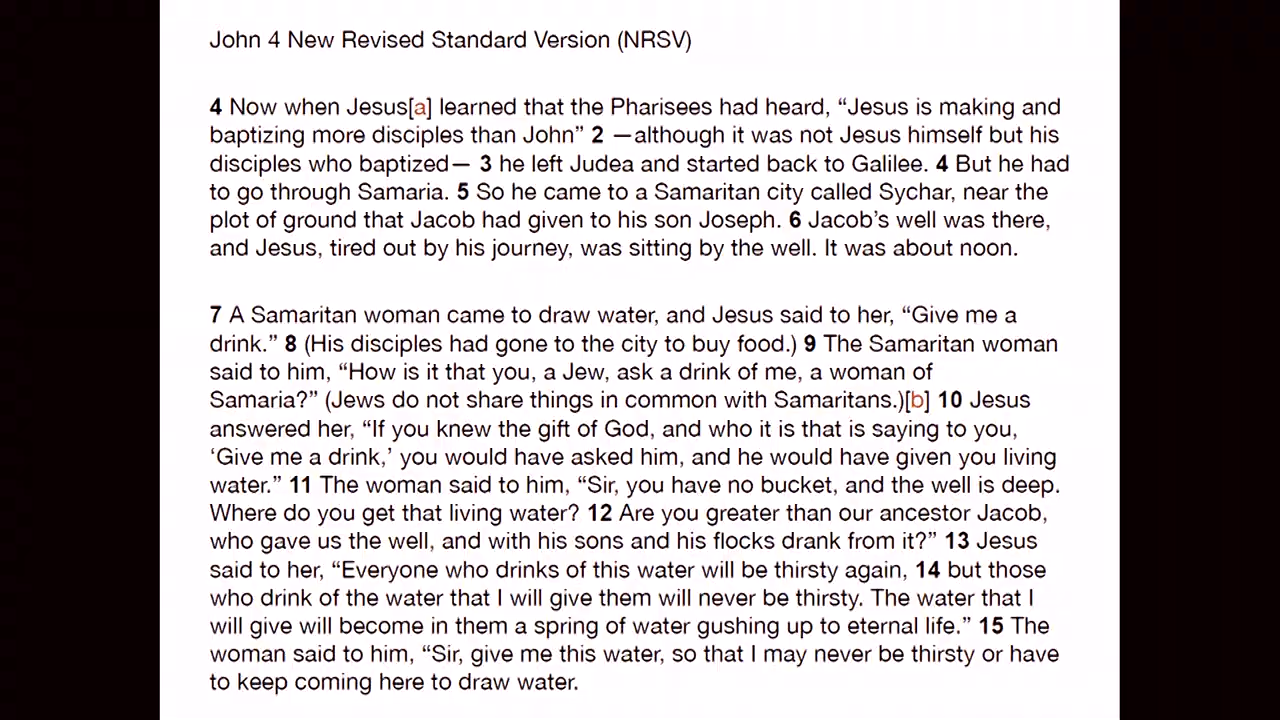 John 4 New Revised Standard Version (NRSV)
4 Now when Jesus[a] learned that the Pharisees had heard, “Jesus is making and
baptizing more disciples than John” 2 —although it was not Jesus himself but his
disciples who baptized— 3 he left Judea and started back to Galilee. 4 But he had
to go through Samaria. 5 So he came to a Samaritan city called Sychar, near the
plot of ground that Jacob had given to his son Joseph. 6 Jacob’s well was there,
and Jesus, tired out by his journey, was sitting by the well. It was about noon.
7 A Samaritan woman came to draw water, and Jesus said to her, “Give me a
drink.” 8 (His disciples had gone to the city to buy food.) 9 The Samaritan woman
said to him, “How is it that you, a Jew, ask a drink of me, a woman of
Samaria?” (Jews do not share things in common with Samaritans.)[b] 10 Jesus
answered her, “If you knew the gift of God, and who it is that is saying to you,
‘Give me a drink,’ you would have asked him, and he would have given you living
water.” 11 The woman said to him, “Sir, you have no bucket, and the well is deep.
Where do you get that living water? 12 Are you greater than our ancestor Jacob,
who gave us the well, and with his sons and his flocks drank from it?” 13 Jesus
said to her, “Everyone who drinks of this water will be thirsty again, 14 but those
who drink of the water that I will give them will never be thirsty. The water that I
will give will become in them a spring of water gushing up to eternal life.” 15 The
woman said to him, “Sir, give me this water, so that I may never be thirsty or have
to keep coming here to draw water.